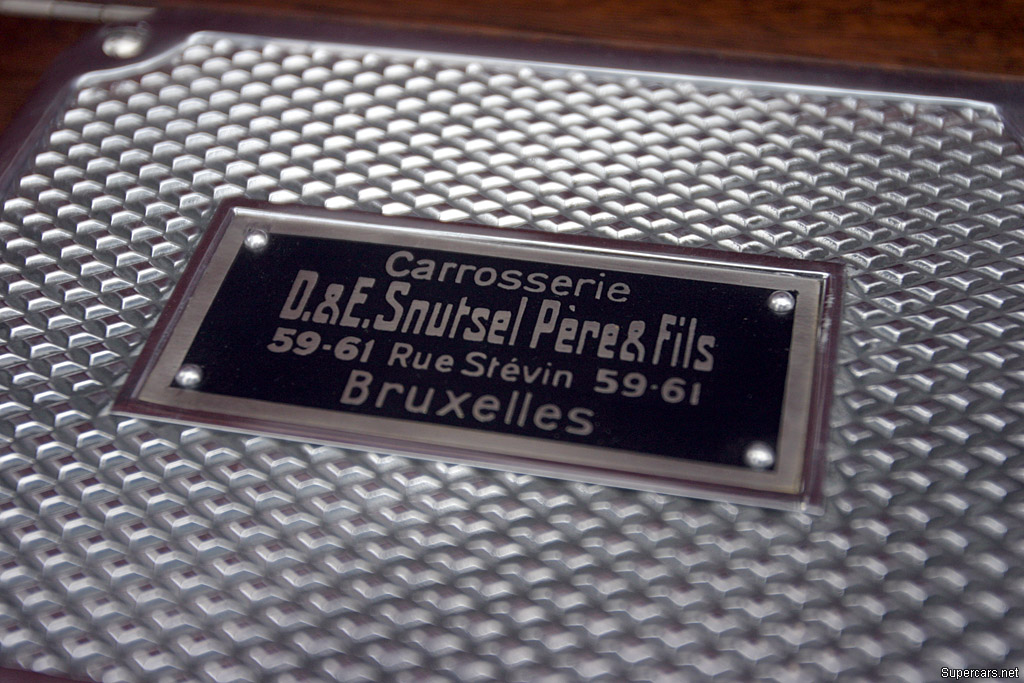 Carrosserie
D.&E. Snutsel Père & Fils
59-61 Rue Stévin 59-61
Bruxelles
Supercars.net